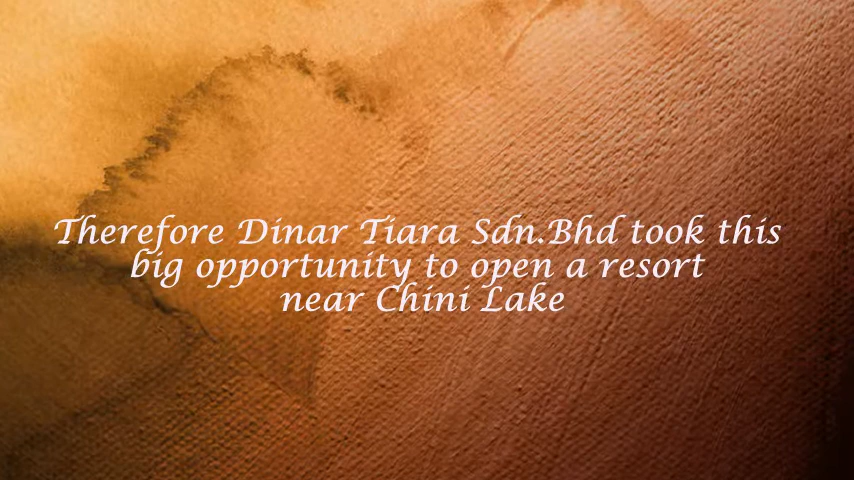 Therefore Dinar Tiara Sdn.Bhd took this
big opportunity to open a resort
near Chini Lake